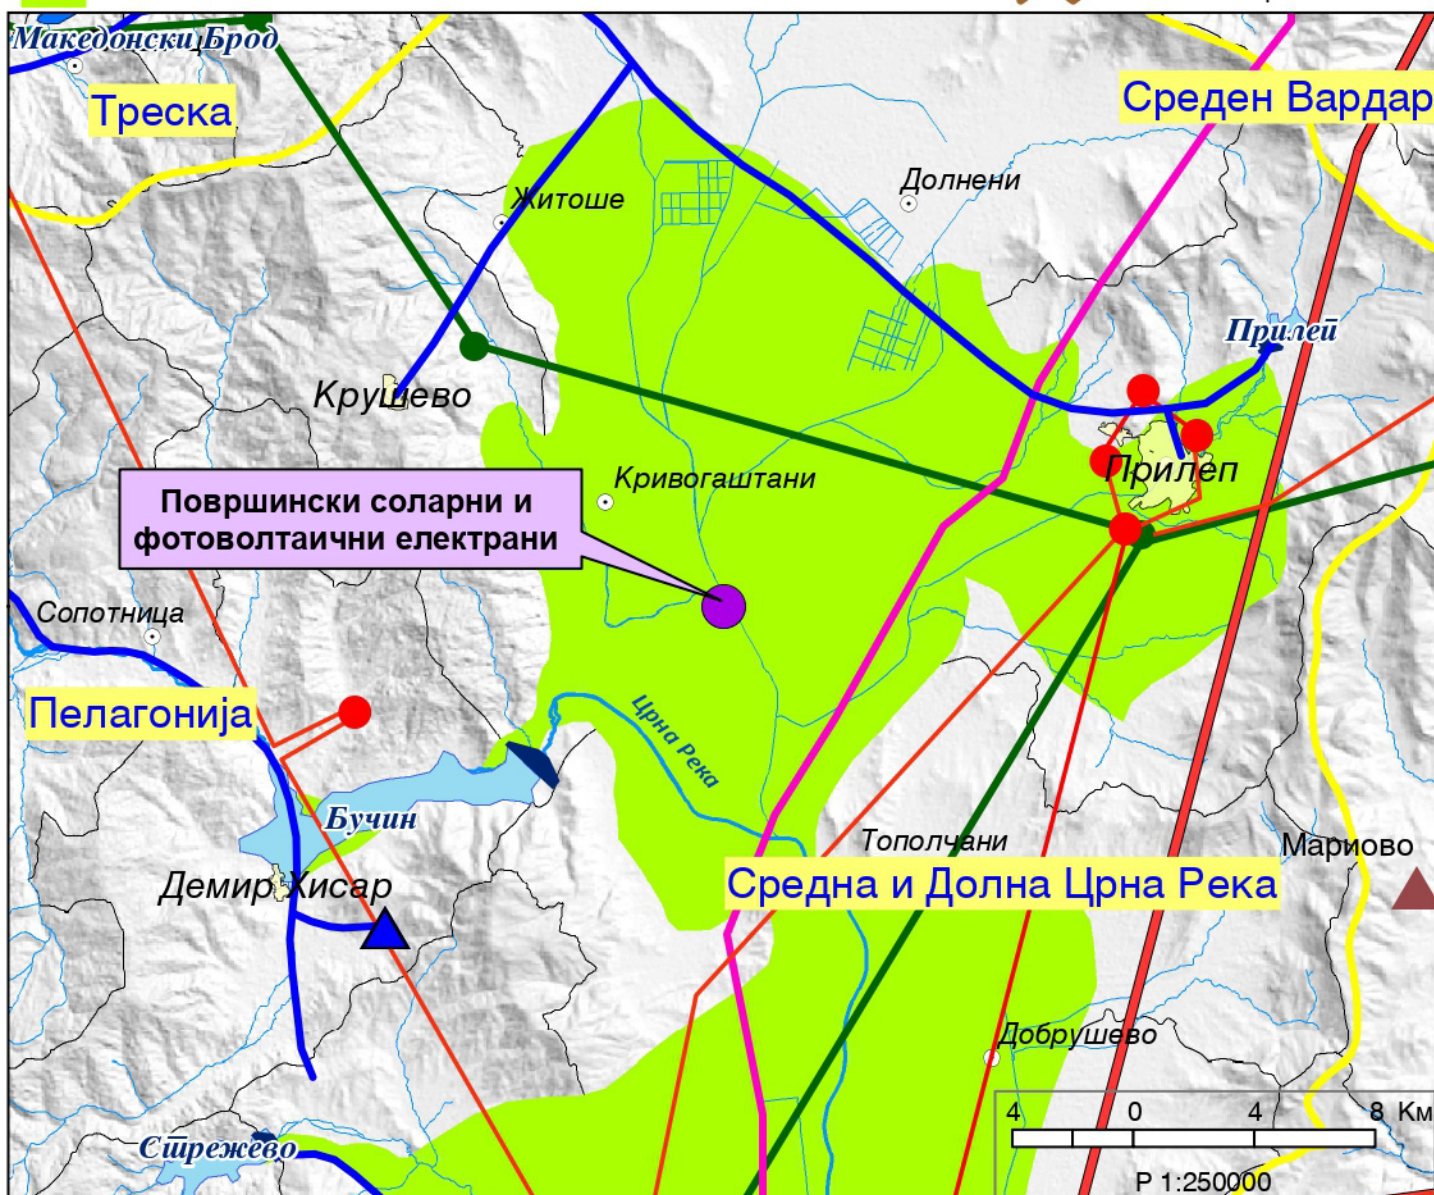 Македонски Брод
Треска
Среден Вардар
Долнени
Житоше
Прилеп
Крушево
Прилеп
Кривогаштани
Површински соларни и
фотоволтаични електрани
Сопотница
Пелагонија
Црна Река
Бучин
Тополчани
Мариово
Демир Хисар
Средна и Долна Црна Река
Добрушево
4 0 4 8 Км
Стрежево
Р 1:250000